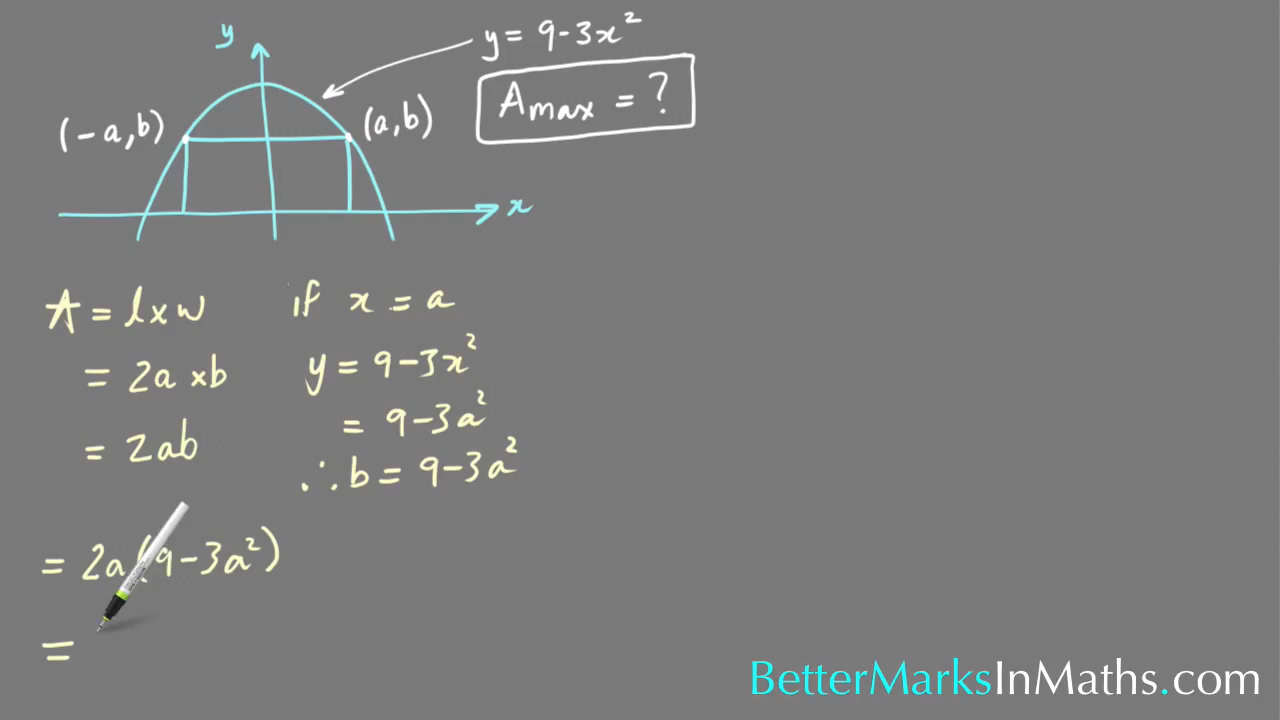 y
y = 9-3x²
Amax = ?
(-a,b)
(a,b)
x
A = l x w
= 2a x b
= 2ab
if x = a
y = 9-3x²
= 9-3a²
∴ b = 9-3a²
= 2a(9-3a²)
=
BetterMarksInMaths.com